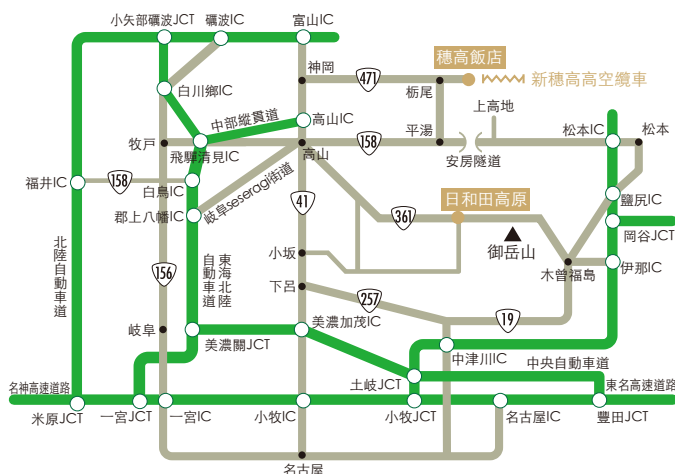 小矢部礪波JCT
礪波IC
富山IC
穗高飯店
神岡
471
新穗高高空纜車
栃尾
白川鄉IC
上高地
中部縱貫道
高山IC
松本IC
松本
牧戸
飛驒清見IC
高山
158
平湯
安房隧道
福井IC
158
白鳥IC
岐阜seseragi街道
鹽尻IC
41
日和田高原
郡上八幡IC
361
岡谷JCT
北陸自動車道
東海北陸
自動車道
小坂
御岳山
伊那IC
156
木曾福島
下呂
257
19
岐阜
美濃加茂IC
美濃關JCT
中津川IC
中央自動車道
名神高速道路
土岐JCT
東名高速道路
米原JCT
一宮JCT
一宮IC
小牧IC
小牧JCT
名古屋IC
豐田JCT
名古屋